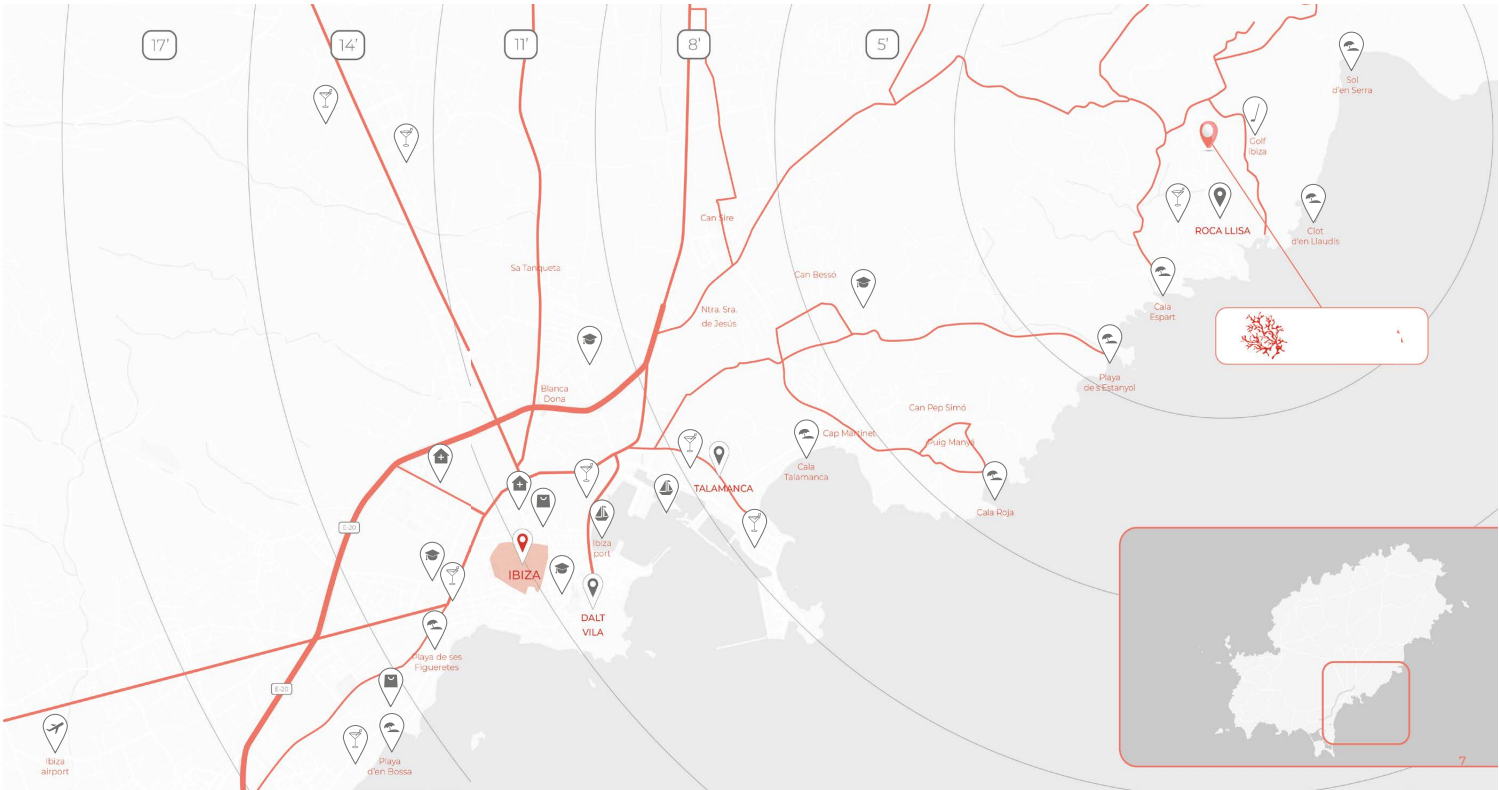 17'
14'
11'
8'
5'
Sol
d'en Serra
Golf
ibiza
Can Sire
ROCA LLISA
Clot
d'en Llaudis
Sa Tanqueta
Can Bessó
Cala
Espart
Ntra. Sra.
de Jesús
Playa
de s'Estanyol
Blanca
Dona
Can Pep Simó
Cap Martinet
Puig Manyà
Cala
Talamanca
TALAMANCA
Cala Roja
E-20
Ibiza
port
IBIZA
DALT
VILA
Playa de ses
Figueretes
E-20
Ibiza
airport
Playa
d'en Bossa
7